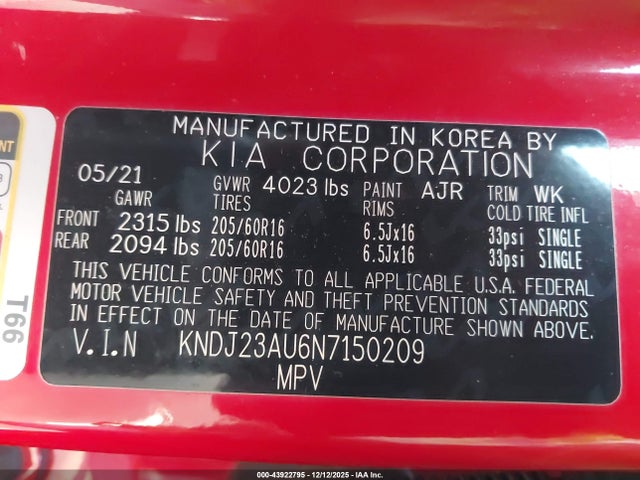 MANUFACTURED IN KOREA BY
KIA CORPORATION
05/21 GVWR 4023 lbs PAINT AJR TRIM WK
GAWR TIRES RIMS COLD TIRE INFL
FRONT 2315 lbs 205/60R16 6.5Jx16 33psi SINGLE
REAR 2094 lbs 205/60R16 6.5Jx16 33psi SINGLE
THIS VEHICLE CONFORMS TO ALL APPLICABLE U.S.A. FEDERAL
MOTOR VEHICLE SAFETY AND THEFT PREVENTION STANDARDS
IN EFFECT ON THE DATE OF MANUFACTURE SHOWN ABOVE.
V.I.N KNDJ23AU6N7150209
MPV
T66
000-43922795 - 12/12/2025 - IAA Inc.